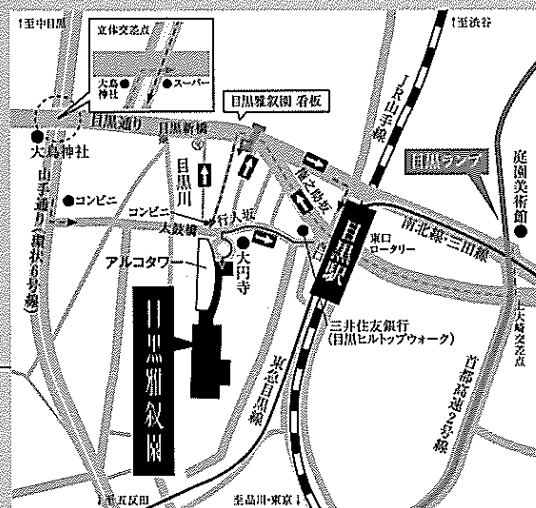 ↑至中目黒
立体交差点
大鳥
神社
スーパー
↑至渋谷
JR山手線
目黒雅叙園 看板
目黒通り
目黒新橋
大鳥神社
目黒川
権之助坂
目黒ランプ
庭園美術館
コンビニ
コンビニ
行人坂
太鼓橋
山手通り(環状6号線)
アルコタワー
大円寺
目黒駅
東口
ロータリー
西口
南北線・三田線
目黒雅叙園
三井住友銀行
(目黒ヒルトップウォーク)
上大崎交差点
東急目黒線
首都高速2号線
↓至五反田
至品川・東京↓